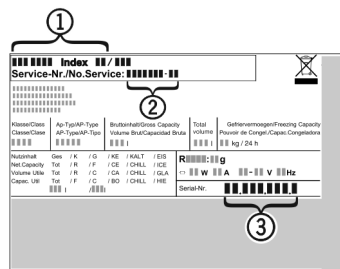 1
Index /
Service-Nr./No.Service: -
2
Klasse/Class Ap-Typ/AP-Type Bruttoinhalt/Gross Capacity Total Gefriervermoegen/Freezing Capacity
Classe/Clase AP-Type/AP-Tipo Volume Brut/Capacidad Bruta volume Pouvoir de Congel./Capac.Congeladora
l l kg / 24 h
Nutzinhalt Ges / K / G / KE / KALT / EIS
Net.Capacity Tot / R / F / CE / CHILL / ICE
Volume Utile Tot / R / C / CA / CHILL / GLA
Capac. Util Tot / F / C / BO / CHILL / HIE
l / l
R : g
W A - V Hz
Serial-Nr. , , ,
3